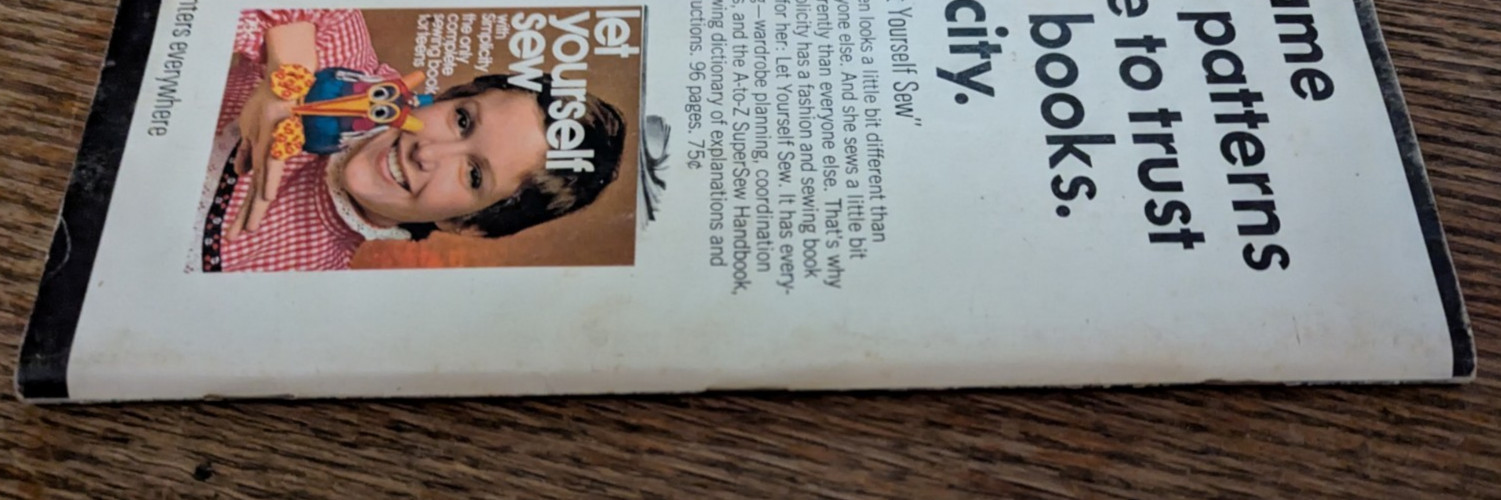 ume
patterns
e to trust
books.
city.
Yourself Sew"
en looks a little bit different than
yone else. And she sews a little bit
rently than everyone else. That's why
plicity has a fashion and sewing book
for her: Let Yourself Sew. It has every-
g—wardrobe planning, coordination
s, and the A-to-Z SuperSew Handbook,
wing dictionary of explanations and
uctions. 96 pages. 75¢
let
yourself
sew
with
Simplicity
the only
complete
sewing book
for teens
nters everywhere